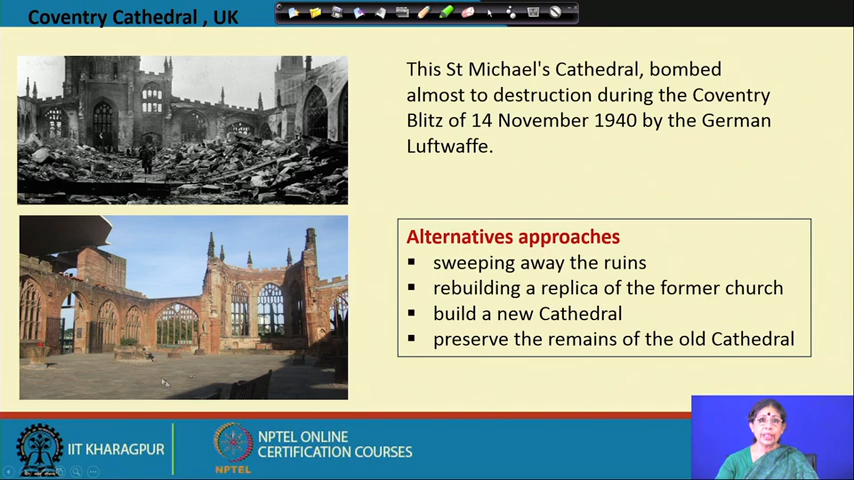 Coventry Cathedral , UK
This St Michael's Cathedral, bombed
almost to destruction during the Coventry
Blitz of 14 November 1940 by the German
Luftwaffe.
Alternatives approaches
▪ sweeping away the ruins
▪ rebuilding a replica of the former church
▪ build a new Cathedral
▪ preserve the remains of the old Cathedral
IIT KHARAGPUR
NPTEL
NPTEL ONLINE
CERTIFICATION COURSES